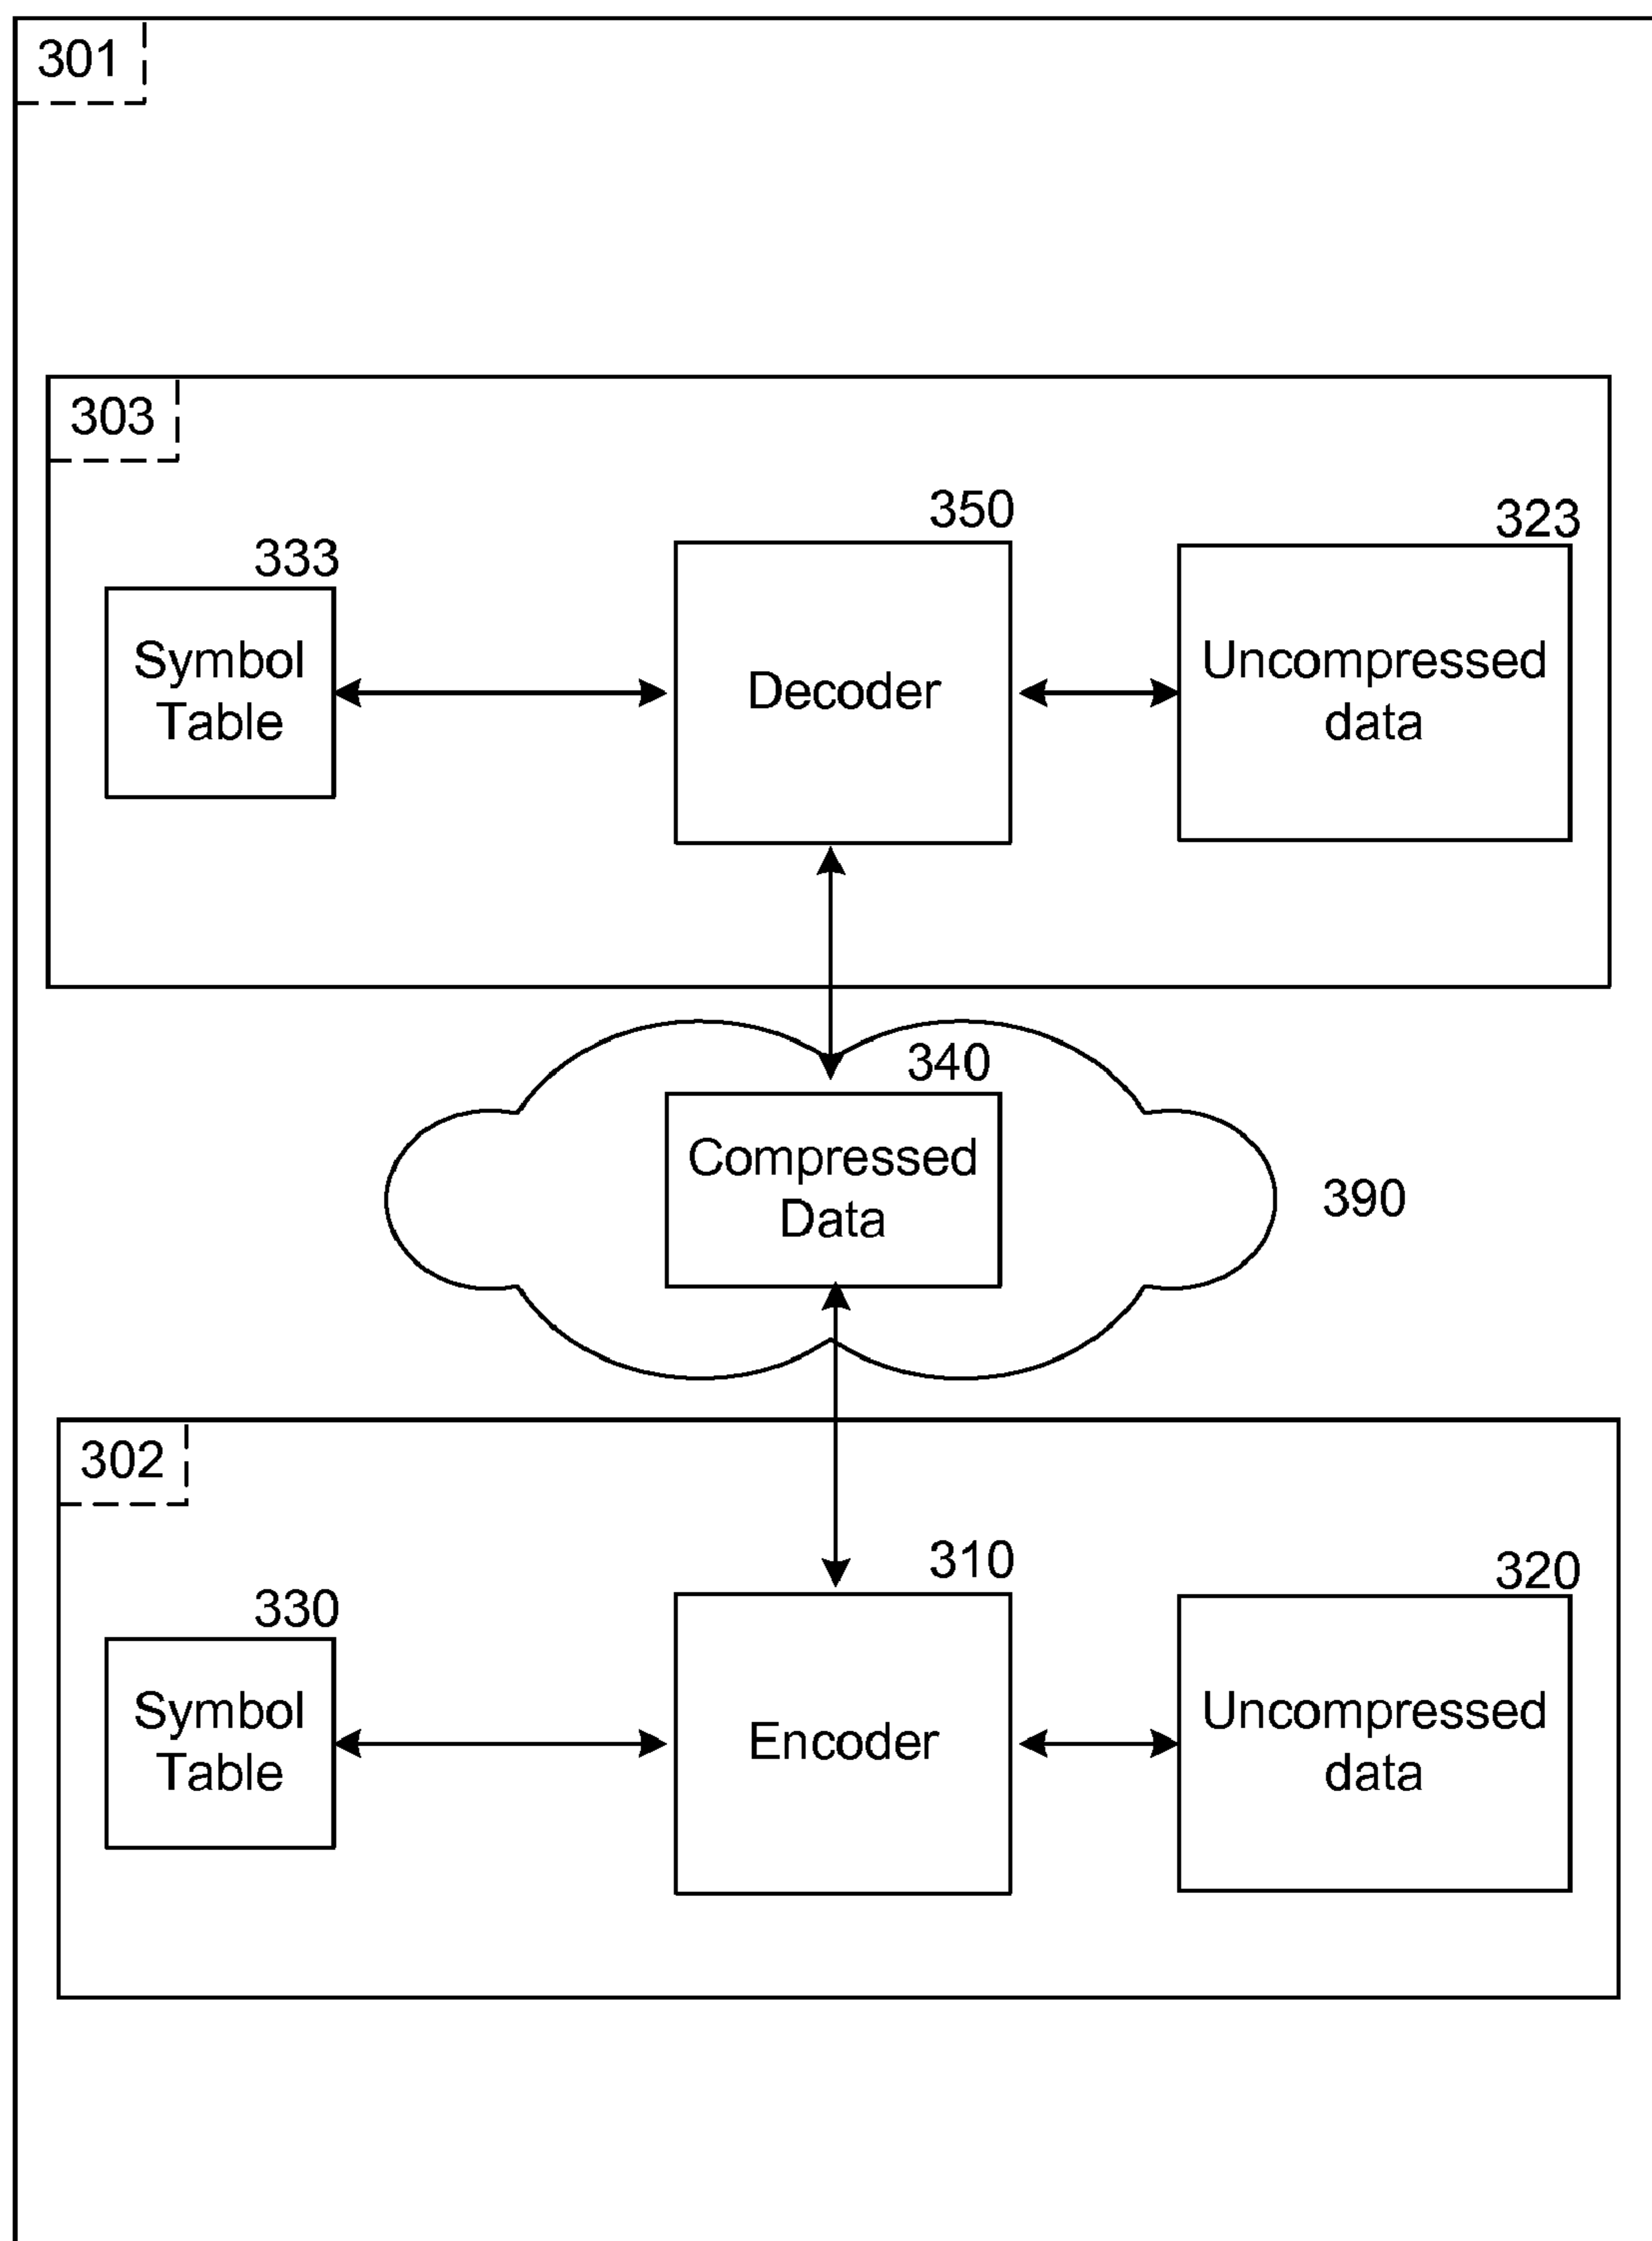 301
303
350
323
333
Symbol
Table
Decoder
Uncompressed
data
340
Compressed
Data
390
302
310
320
330
Symbol
Table
Encoder
Uncompressed
data